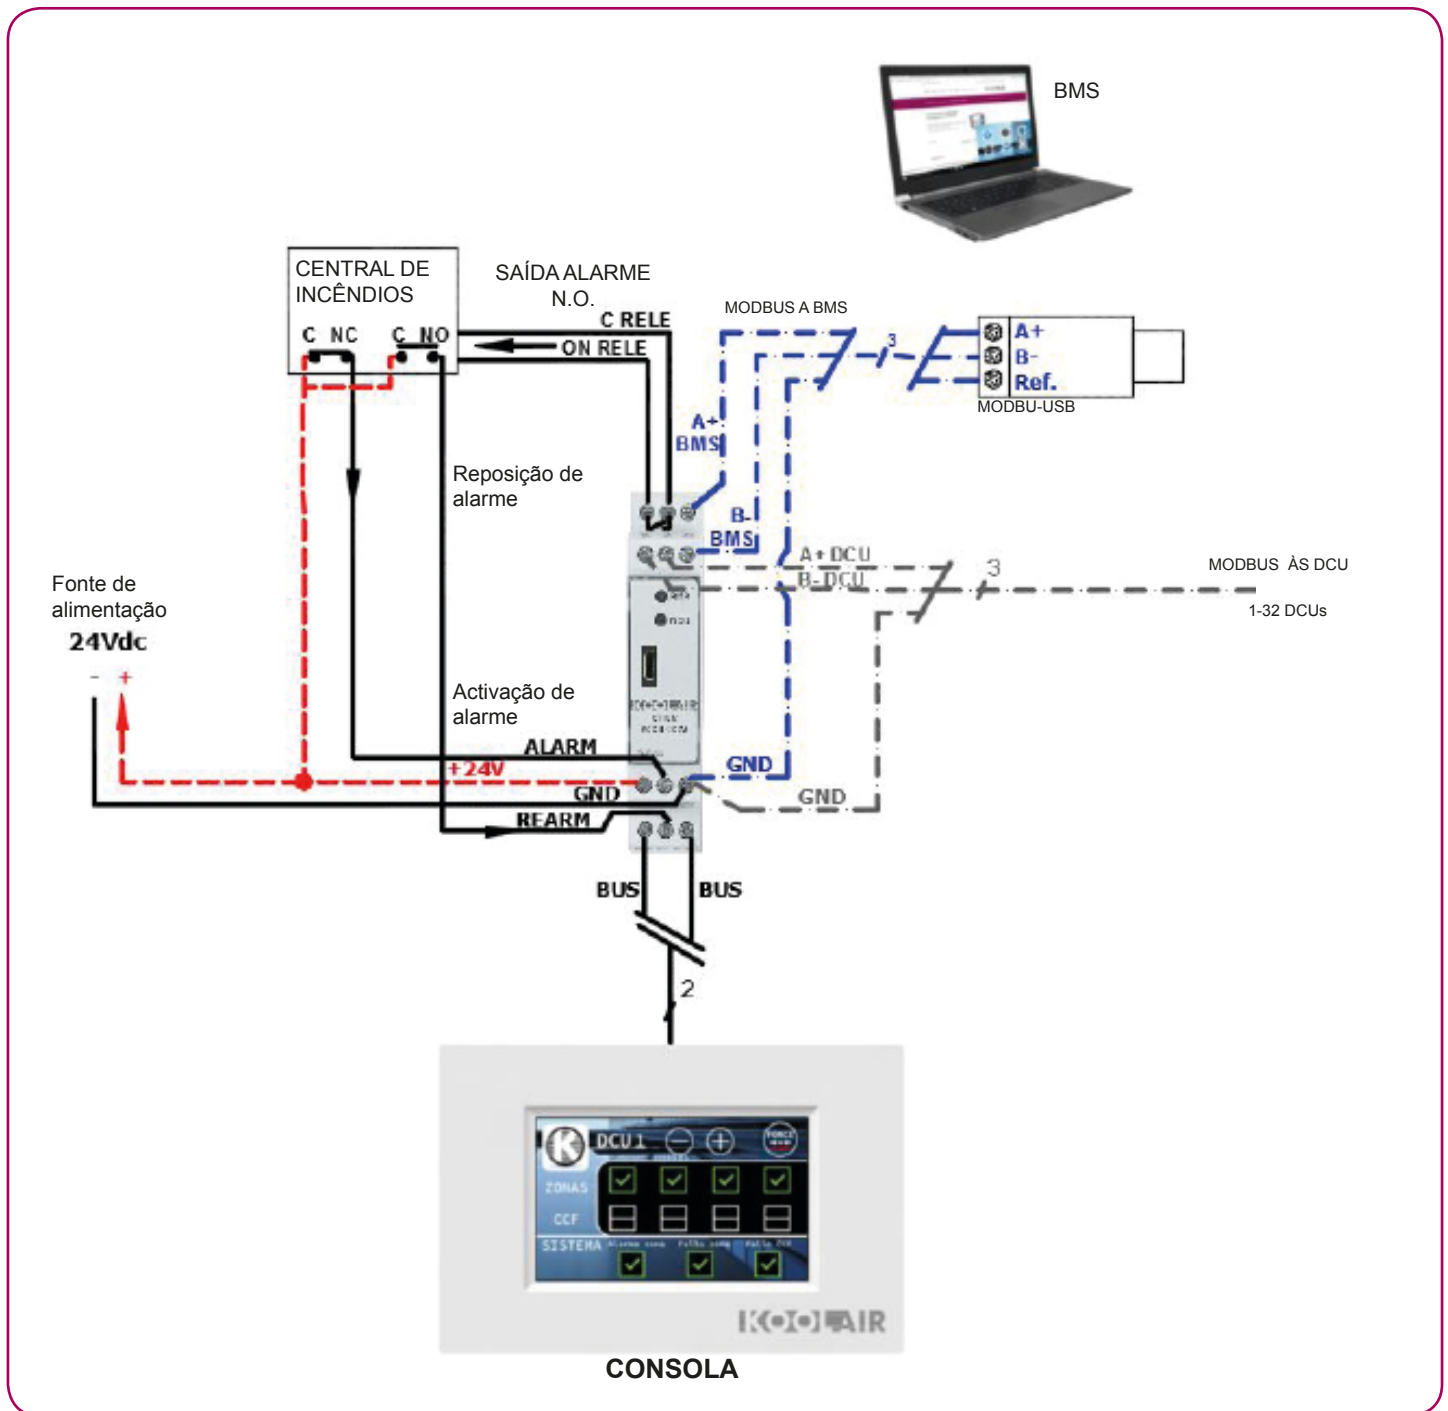 BMS
CENTRAL DE
INCÊNDIOS
C NC C NO
SAÍDA ALARME
N.O.
C RELE
ON RELE
MODBUS A BMS
3
A+
B-
Ref.
MODBU-USB
A+
BMS
B-
BMS
Reposição de
alarme
A+ DCU
B- DCU
3
MODBUS ÀS DCU
1-32 DCUs
Fonte de
alimentação
24Vdc
- +
Activação de
alarme
ALARM
+24V
GND
REARM
GND
GND
BUS BUS
2
K DCU 1 − +
ZONAS
CCF
SISTEMA
KOOLAIR
CONSOLA